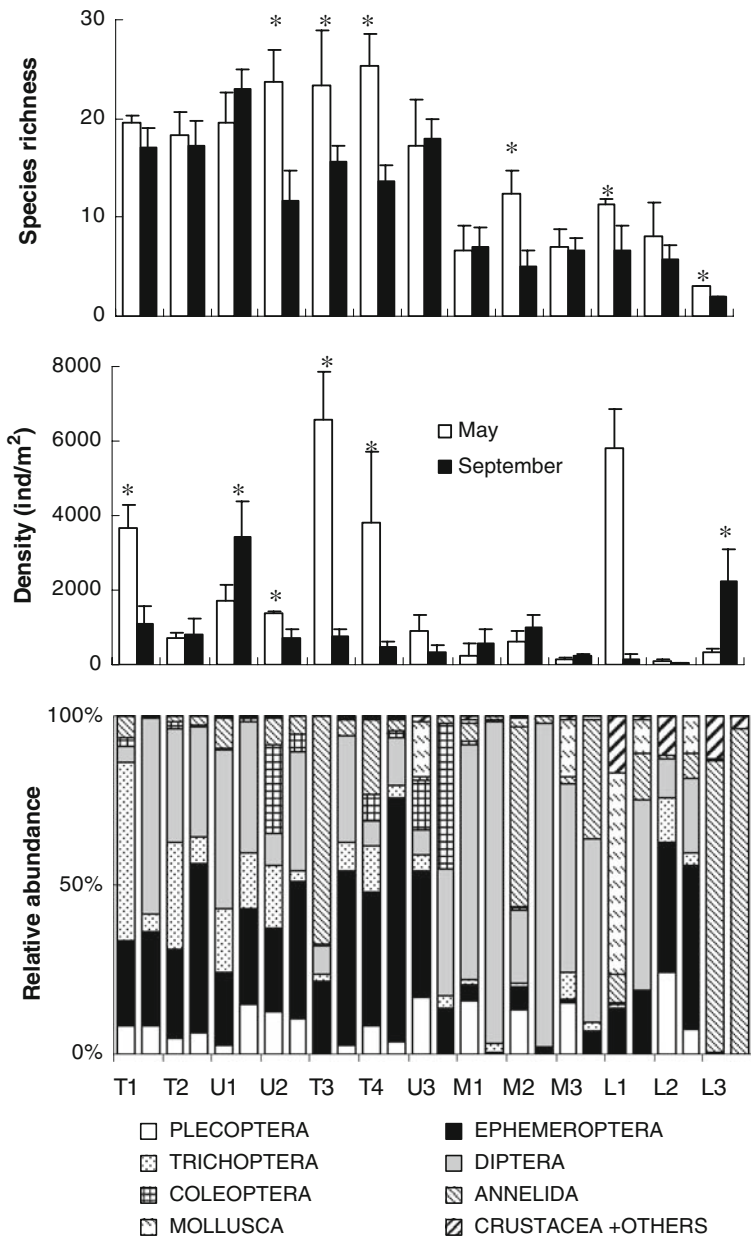 Species richness
30
20
10
0
* * * * * *
Density (ind/m²)
8000
6000
4000
2000
0
* * * * * *
May
September
Relative abundance
100%
50%
0%
T1 T2 U1 U2 T3 T4 U3 M1 M2 M3 L1 L2 L3
PLECOPTERA
EPHEMEROPTERA
TRICHOPTERA
DIPTERA
COLEOPTERA
ANNELIDA
MOLLUSCA
CRUSTACEA +OTHERS